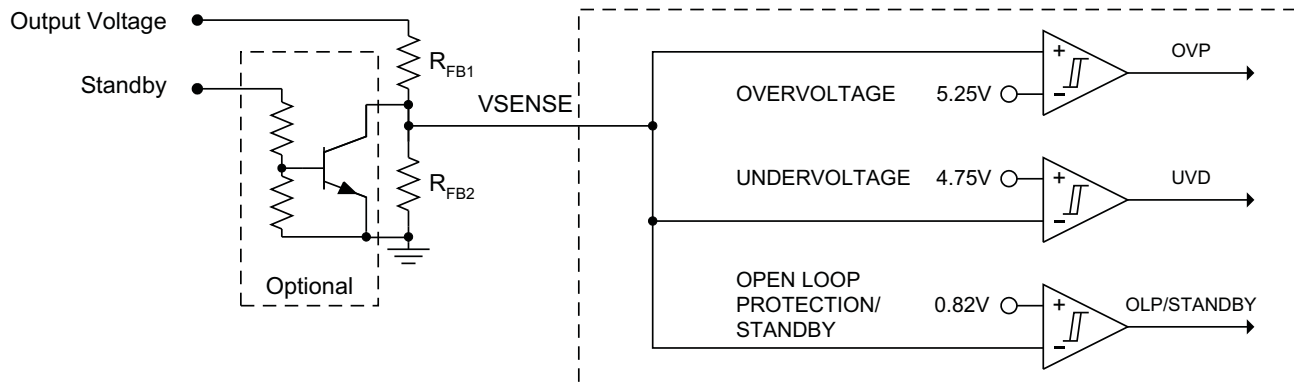 Output Voltage
Standby
Optional
R_FB1
R_FB2
VSENSE
OVERVOLTAGE 5.25V
+
−
OVP
UNDERVOLTAGE 4.75V
+
−
UVD
OPEN LOOP
PROTECTION/
STANDBY
0.82V
+
−
OLP/STANDBY